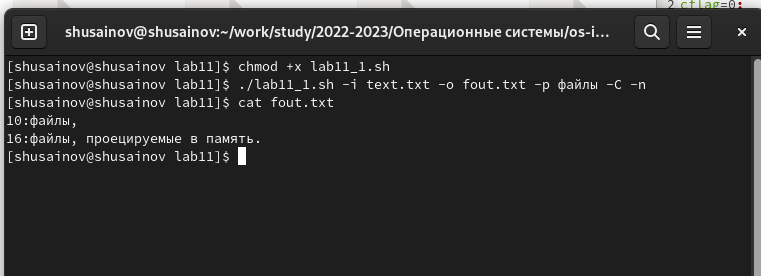 2 cflag=0;
shusainov@shusainov:~/work/study/2022-2023/Операционные системы/os-i…
[shusainov@shusainov lab11]$ chmod +x lab11_1.sh
[shusainov@shusainov lab11]$ ./lab11_1.sh -i text.txt -o fout.txt -p файлы -C -n
[shusainov@shusainov lab11]$ cat fout.txt
10:файлы,
16:файлы, проецируемые в память.
[shusainov@shusainov lab11]$